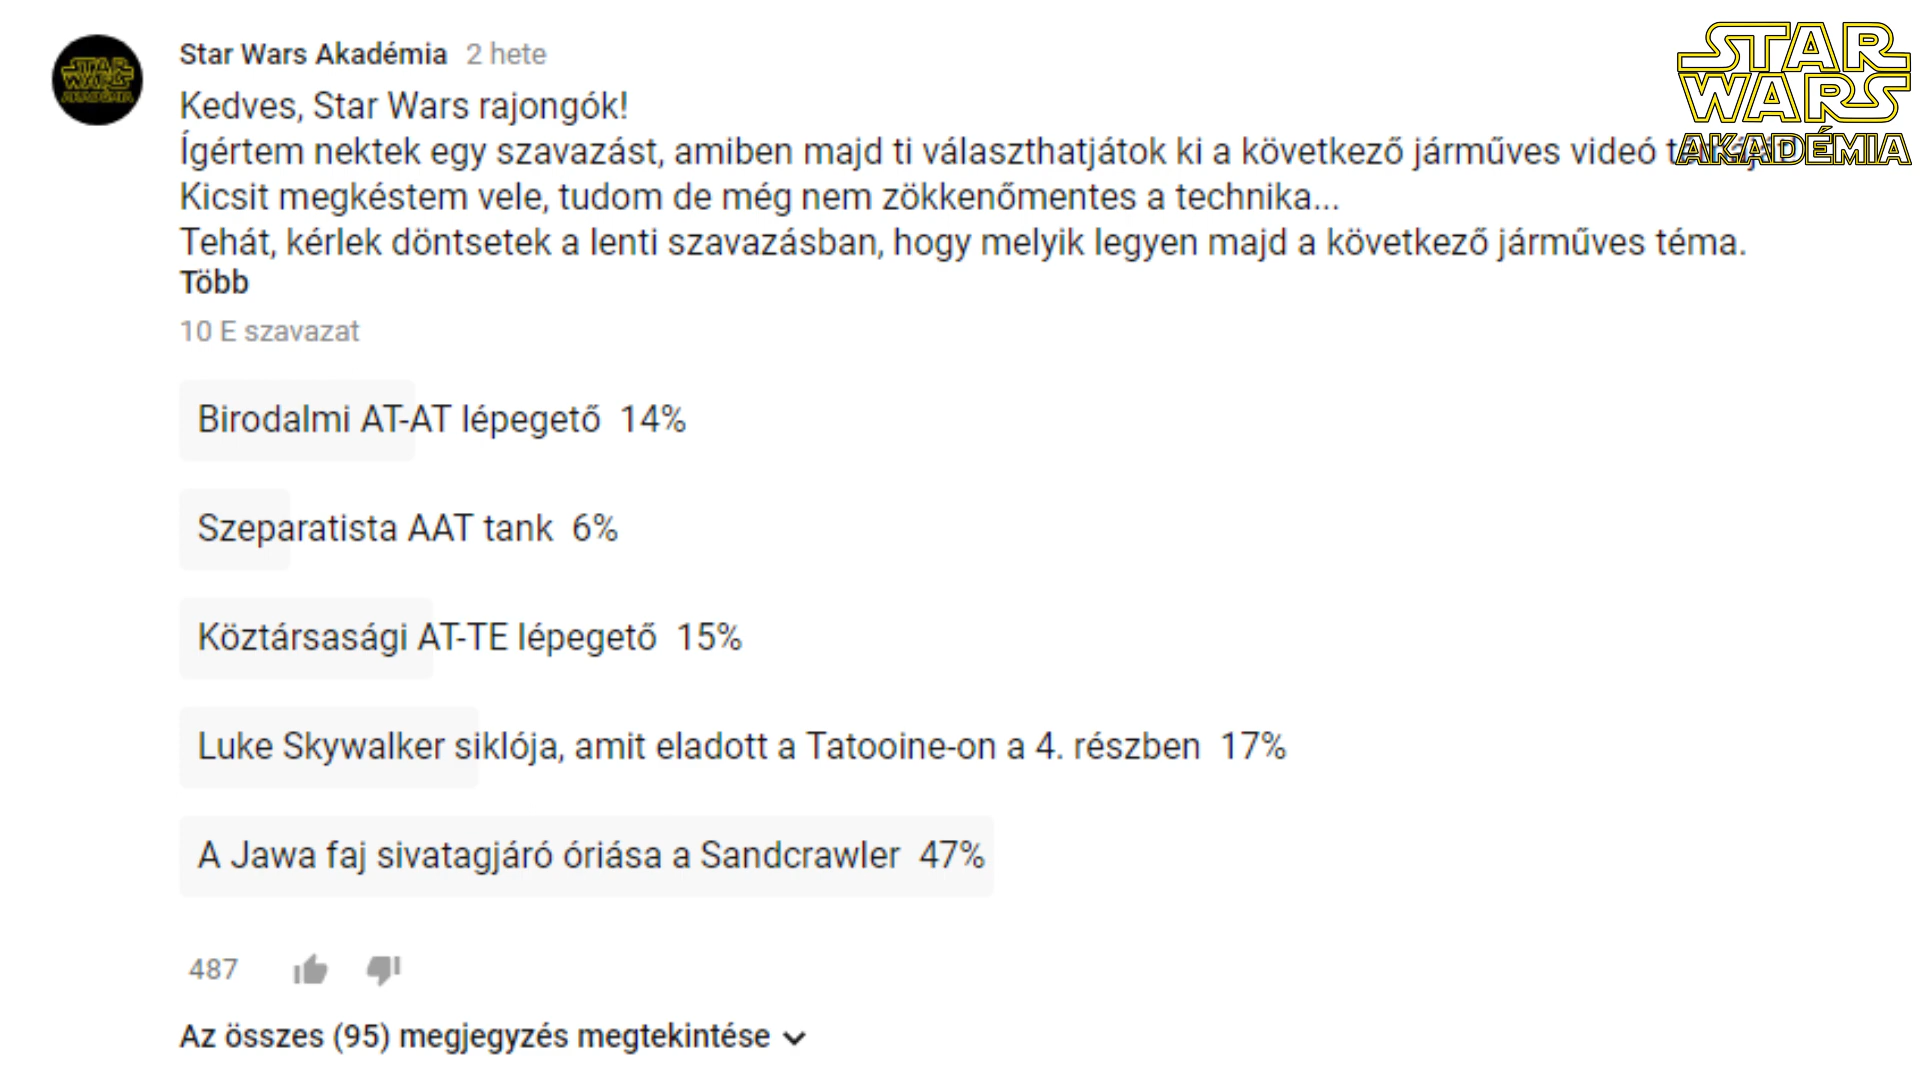 Star Wars Akadémia 2 hete
STAR
WARS
AKADÉMIA
Kedves, Star Wars rajongók!
Ígértem nektek egy szavazást, amiben majd ti választhatjátok ki a következő járműves videó
Kicsit megkéstem vele, tudom de még nem zökkenőmentes a technika...
Tehát, kérlek döntsetek a lenti szavazásban, hogy melyik legyen majd a következő járműves téma.
Több
10 E szavazat
Birodalmi AT-AT lépegető 14%
Szeparatista AAT tank 6%
Köztársasági AT-TE lépegető 15%
Luke Skywalker siklója, amit eladott a Tatooine-on a 4. részben 17%
A Jawa faj sivatagjáró óriása a Sandcrawler 47%
487
Az összes (95) megjegyzés megtekintése